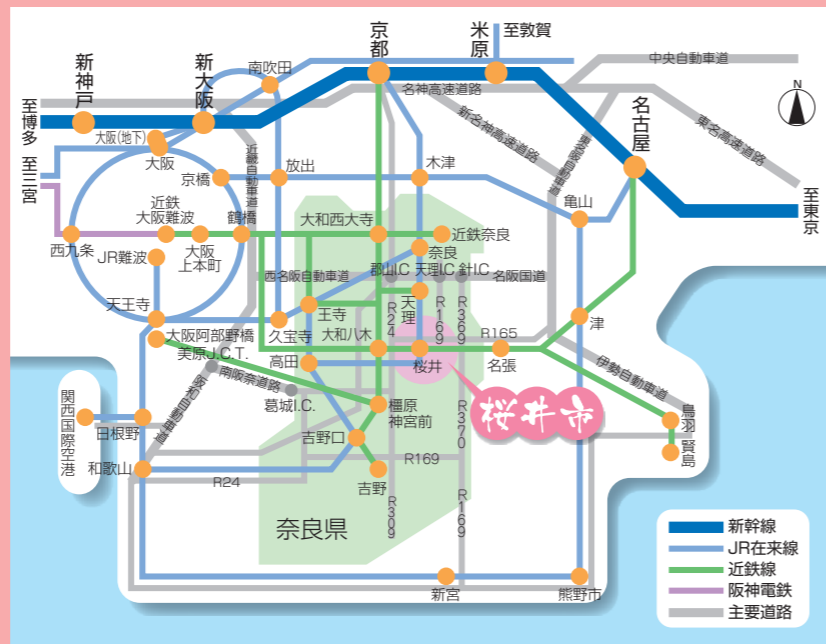 京都
米原
至敦賀
中央自動車道
南吹田
新神戸
新大阪
名神高速道路
N
至博多
新名神高速道路
東名阪自動車道
名古屋
東名高速道路
大阪(地下)
大阪
近畿自動車道
至三宮
京橋
放出
木津
亀山
至東京
近鉄
大阪難波
鶴橋
大和西大寺
近鉄奈良
西九条
大阪
上本町
奈良
JR難波
西名阪自動車道
郡山I.C.
天理I.C.
針I.C.
名阪国道
天王寺
王寺
R24
天理
R169
R369
津
大阪阿部野橋
久宝寺
大和八木
R165
美原J.C.T.
高田
桜井
名張
伊勢自動車道
阪和自動車道
南阪奈道路
葛城I.C.
橿原
神宮前
桜井市
鳥羽
賢島
関西国際空港
日根野
吉野口
R370
和歌山
R169
R24
吉野
R309
R169
奈良県
新宮
熊野市
新幹線
JR在来線
近鉄線
阪神電鉄
主要道路